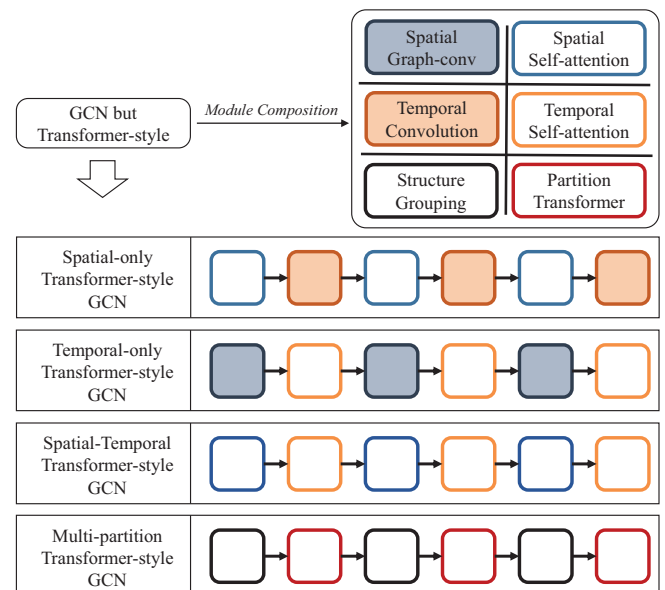 Spatial
Graph-conv
Spatial
Self-attention
GCN but
Transformer-style
Module Composition
Temporal
Convolution
Temporal
Self-attention
Structure
Grouping
Partition
Transformer
Spatial-only
Transformer-style
GCN
Temporal-only
Transformer-style
GCN
Spatial-Temporal
Transformer-style
GCN
Multi-partition
Transformer-style
GCN